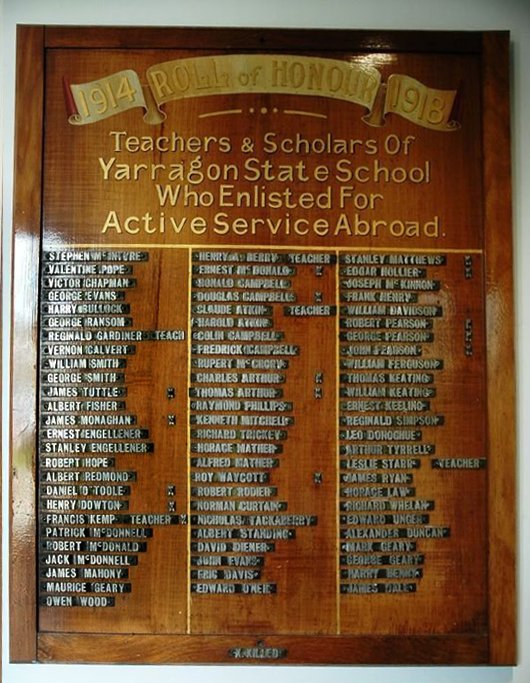 1914 ROLL of HONOUR 1918
Teachers & Scholars Of
Yarragon State School
Who Enlisted For
Active Service Abroad.
STEPHEN McINTYRE
VALENTINE POPE
VICTOR CHAPMAN
GEORGE EVANS
HARRY BULLOCK
GEORGE RANSOM
REGINALD GARDINER TEACH
VERNON CALVERT
WILLIAM SMITH
GEORGE SMITH
JAMES TUTTLE K
ALBERT FISHER
JAMES MONAGHAN K
ERNEST ENGELLENER
STANLEY ENGELLENER
ROBERT HOPE
ALBERT REDMOND
DANIEL O'TOOLE K
HENRY DOWTON K
FRANCIS KEMP TEACHER K
PATRICK McDONNELL
ROBERT McDONALD
JACK McDONNELL
JAMES MAHONY
MAURICE GEARY
OWEN WOOD
HENRY A. BERRY TEACHER
ERNEST McDONALD K
DONALD CAMPBELL
DOUGLAS CAMPBELL K
CLAUDE ATKIN TEACHER
HAROLD ATKIN
COLIN CAMPBELL
FREDRICK CAMPBELL
RUPERT McCRORY
CHARLES ARTHUR K
THOMAS ARTHUR K
RAYMOND PHILLIPS
KENNETH MITCHELL
RICHARD TRICKEY
HORACE MATHER
ALFRED MATHER
ROY WAYCOTT K
ROBERT RODIER
NORMAN CURTAIN
NICHOLAS TACKABERRY
ALBERT STANDING
DAVID DIENER
JOHN EVANS
ERIC DAVIS
EDWARD O'NEIL
STANLEY MATTHEWS K
EDGAR HOLLIER K
JOSEPH McKINNON
FRANK HENRY K
WILLIAM DAVIDSON K
ROBERT PEARSON
GEORGE PEARSON
JOHN PEARSON
WILLIAM FERGUSON
THOMAS KEATING
WILLIAM KEATING
ERNEST KEELING
REGINALD SIMPSON
LEO DONOGHUE
ARTHUR TYRRELL
LESLIE STARR TEACHER
JAMES RYAN
HORACE LAW
RICHARD WHELAN
EDWARD UNGER
ALEXANDER DUNCAN
MARK GEARY
GEORGE GEARY
HARRY HENRY
JAMES DALE
K.KILLED